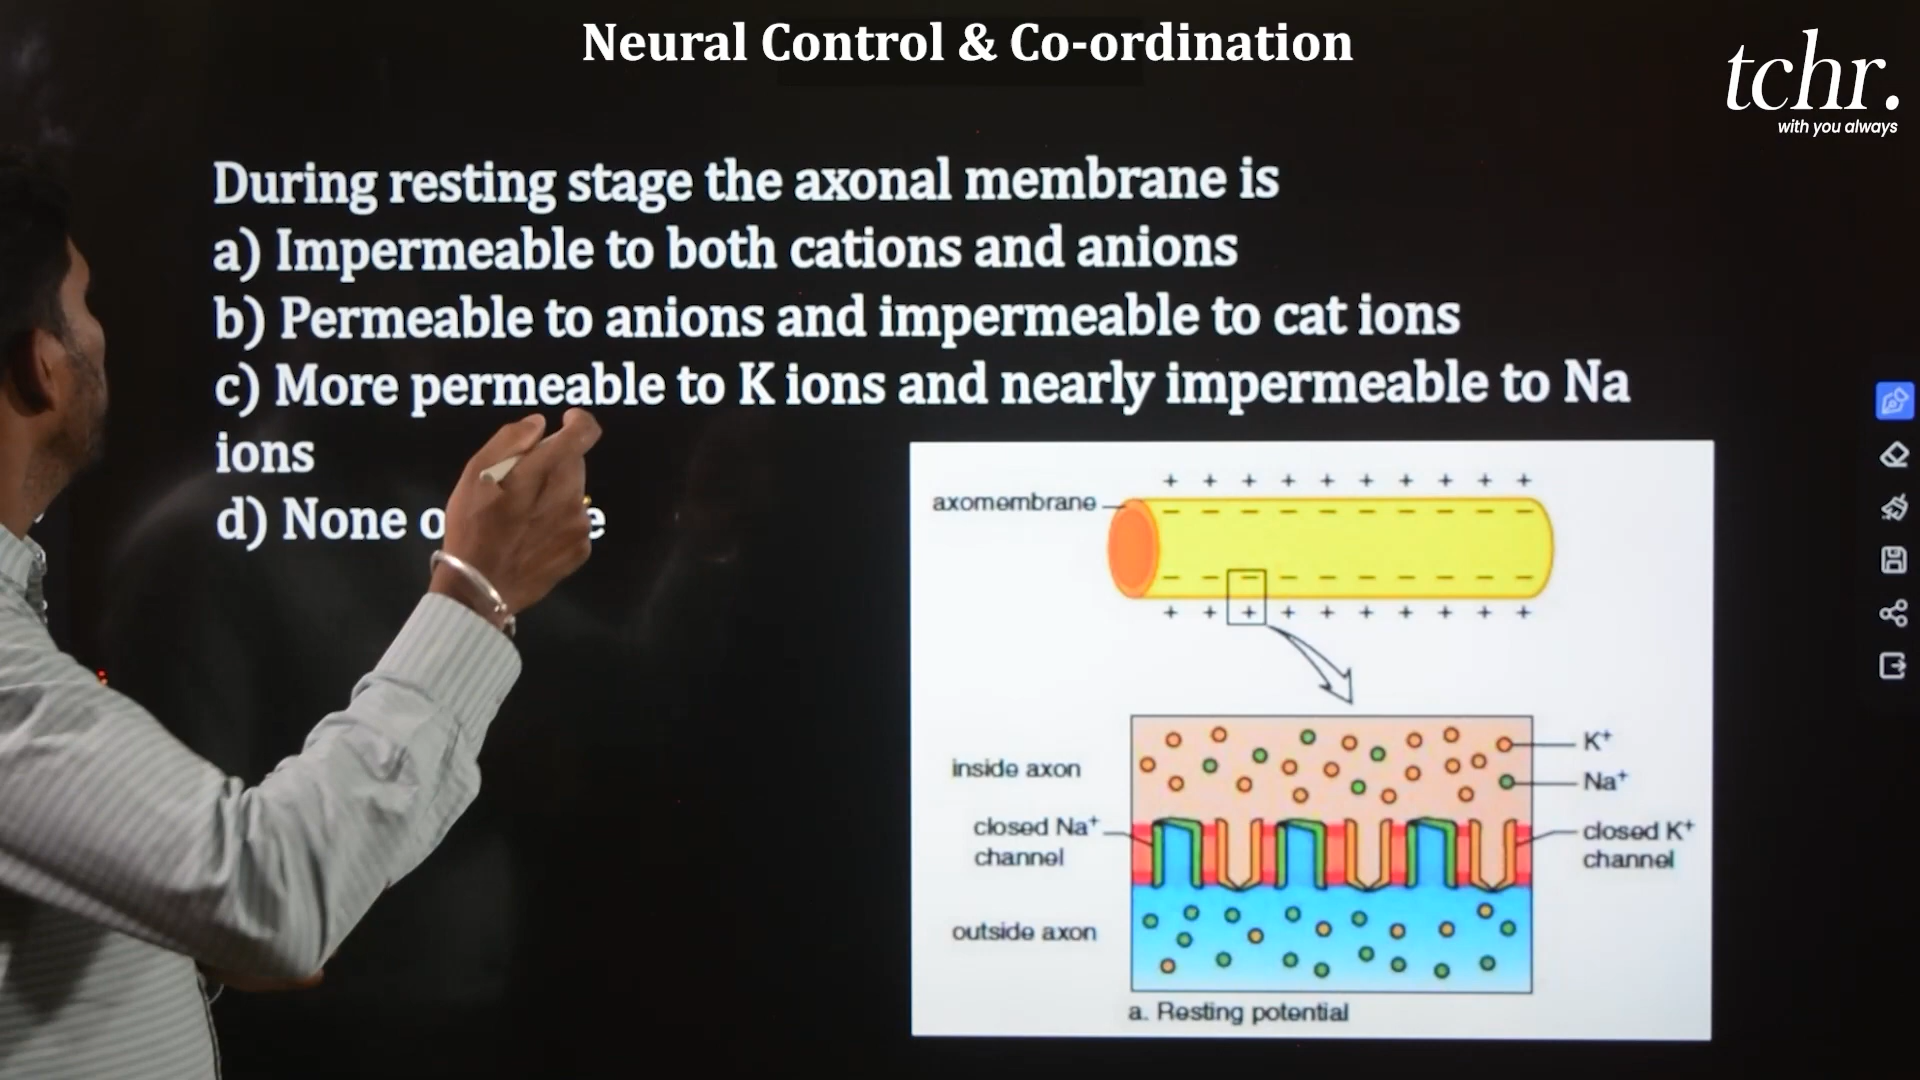 Neural Control & Co-ordination
tchr.
with you always
During resting stage the axonal membrane is
a) Impermeable to both cations and anions
b) Permeable to anions and impermeable to cat ions
c) More permeable to K ions and nearly impermeable to Na
ions
d) None
axomembrane
+ + + + + + + + + +
− − − − − − − − − −
− − − − − − − − − −
+ + + + + + + + + +
K⁺
inside axon
Na⁺
closed Na⁺
channel
closed K⁺
channel
outside axon
a. Resting potential